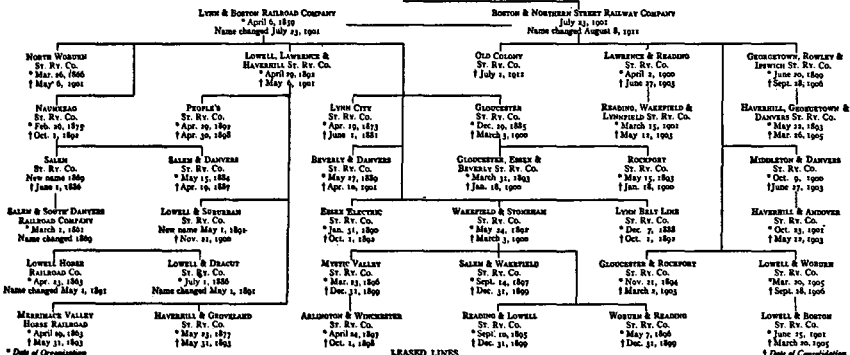 LYNN & BOSTON RAILROAD COMPANY
* April 6, 1859
Name changed July 23, 1901
BOSTON & NORTHERN STREET RAILWAY COMPANY
July 23, 1901
Name changed August 8, 1911
NORTH WOBURN
ST. RY. CO.
* Mar. 26, 1866
† May 6, 1901
LOWELL, LAWRENCE &
HAVERHILL ST. RY. CO.
* April 29, 1892
† May 6, 1901
OLD COLONY
ST. RY. CO.
† July 1, 1911
LAWRENCE & READING
ST. RY. CO.
* April 2, 1900
† June 27, 1903
GEORGETOWN, ROWLEY &
IPSWICH ST. RY. CO.
* June 20, 1899
† Sept. 28, 1906
NAUMKEAG
ST. RY. CO.
* Feb. 26, 1875
† Oct. 1, 1892
PEOPLE'S
ST. RY. CO.
* Apr. 29, 1897
† Apr. 30, 1898
LYNN CITY
ST. RY. CO.
* Apr. 19, 1873
† June 1, 1881
GLOUCESTER
ST. RY. CO.
* Dec. 29, 1885
† March 3, 1900
READING, WAKEFIELD &
LYNNFIELD ST. RY. CO.
* March 15, 1901
† May 12, 1903
HAVERHILL, GEORGETOWN &
DANVERS ST. RY. CO.
* May 22, 1893
† Mar. 26, 1905
SALEM
ST. RY. CO.
New name 1869
† June 1, 1886
SALEM & DANVERS
ST. RY. CO.
* May 15, 1884
† Apr. 19, 1887
BEVERLY & DANVERS
ST. RY. CO.
* May 27, 1889
† Apr. 10, 1901
GLOUCESTER, ESSEX &
BEVERLY ST. RY. CO.
* March 31, 1893
† Jan. 18, 1900
ROCKPORT
ST. RY. CO.
* May 15, 1893
† Jan. 18, 1900
MIDDLETON & DANVERS
ST. RY. CO.
* Oct. 9, 1900
† June 27, 1903
SALEM & SOUTH DANVERS
RAILROAD COMPANY
* March 1, 1861
Name changed 1869
LOWELL & SUBURBAN
ST. RY. CO.
New name May 1, 1891
† Nov. 21, 1900
ESSEX ELECTRIC
ST. RY. CO.
* Jan. 31, 1890
† Oct. 1, 1892
WAKEFIELD & STONEHAM
ST. RY. CO.
* May 24, 1892
† March 3, 1900
LYNN BELT LINE
ST. RY. CO.
* Dec. 7, 1888
† Oct. 1, 1892
HAVERHILL & ANDOVER
ST. RY. CO.
* Oct. 23, 1901
† May 12, 1903
LOWELL HORSE
RAILROAD CO.
* Apr. 23, 1863
Name changed May 1, 1891
LOWELL & DRACUT
ST. RY. CO.
* July 1, 1886
Name changed May 1, 1891
MYSTIC VALLEY
ST. RY. CO.
* Mar. 23, 1896
† Dec. 31, 1899
SALEM & WAKEFIELD
ST. RY. CO.
* Sept. 14, 1897
† Dec. 31, 1899
GLOUCESTER & ROCKPORT
ST. RY. CO.
* Nov. 21, 1894
† March 2, 1903
LOWELL & WOBURN
ST. RY. CO.
* Mar. 20, 1905
† Sept. 28, 1906
MERRIMACK VALLEY
HORSE RAILROAD
* April 29, 1863
† May 31, 1893
HAVERHILL & GROVELAND
ST. RY. CO.
* May 23, 1877
† May 31, 1893
ARLINGTON & WINCHESTER
ST. RY. CO.
* Apr. 24, 1897
† Oct. 1, 1898
READING & LOWELL
ST. RY. CO.
* Sept. 10, 1895
† Dec. 31, 1899
WOBURN & READING
ST. RY. CO.
* May 7, 1896
† Dec. 31, 1899
LOWELL & BOSTON
ST. RY. CO.
* June 25, 1901
† March 20, 1905
* Date of Organization
LEASED LINES
† Date of Consolidation